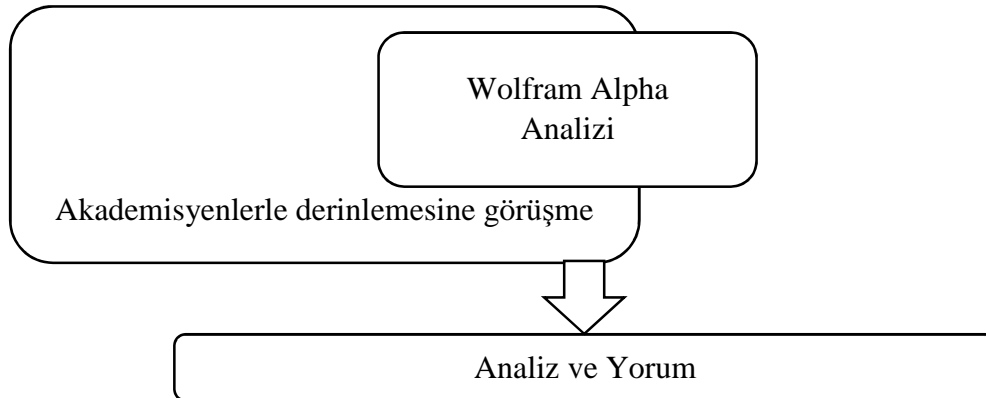 Wolfram Alpha
Analizi
Akademisyenlerle derinlemesine görüşme
Analiz ve Yorum